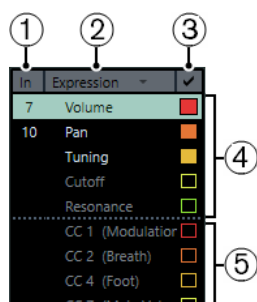 1 2 3
In Expression ✓
7 Volume
10 Pan
Tuning
Cutoff
Resonance
4
CC 1 (Modulation
CC 2 (Breath)
5
CC 4 (Foot)